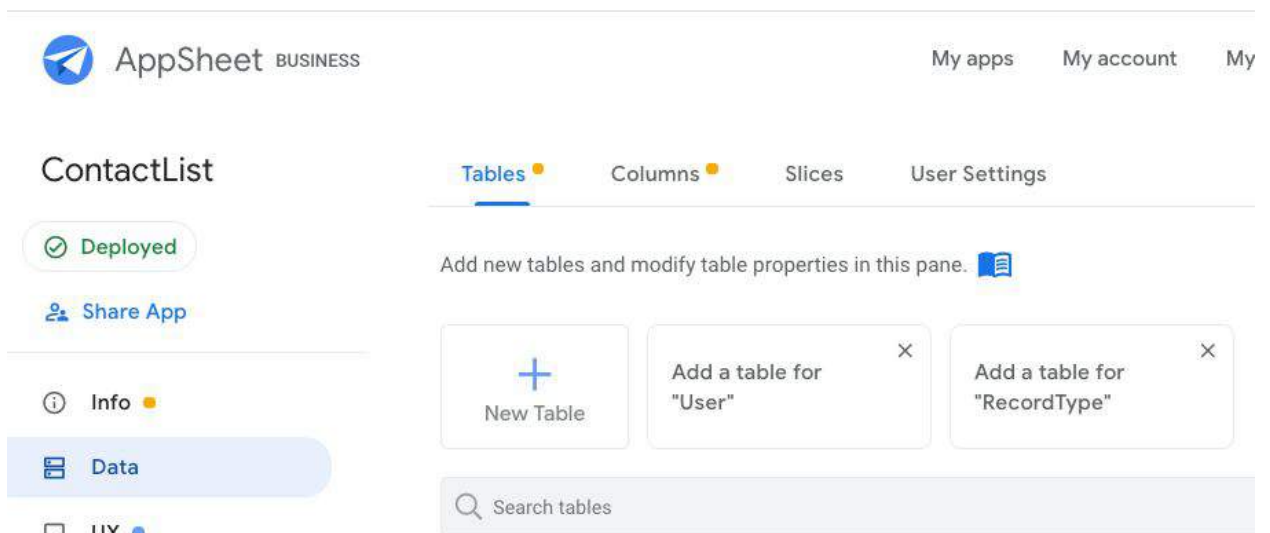 AppSheet BUSINESS
My apps My account My
ContactList
Tables Columns Slices User Settings
Deployed
Add new tables and modify table properties in this pane.
Share App
New Table
Add a table for
"User"
Add a table for
"RecordType"
Info
Data
Search tables
UX